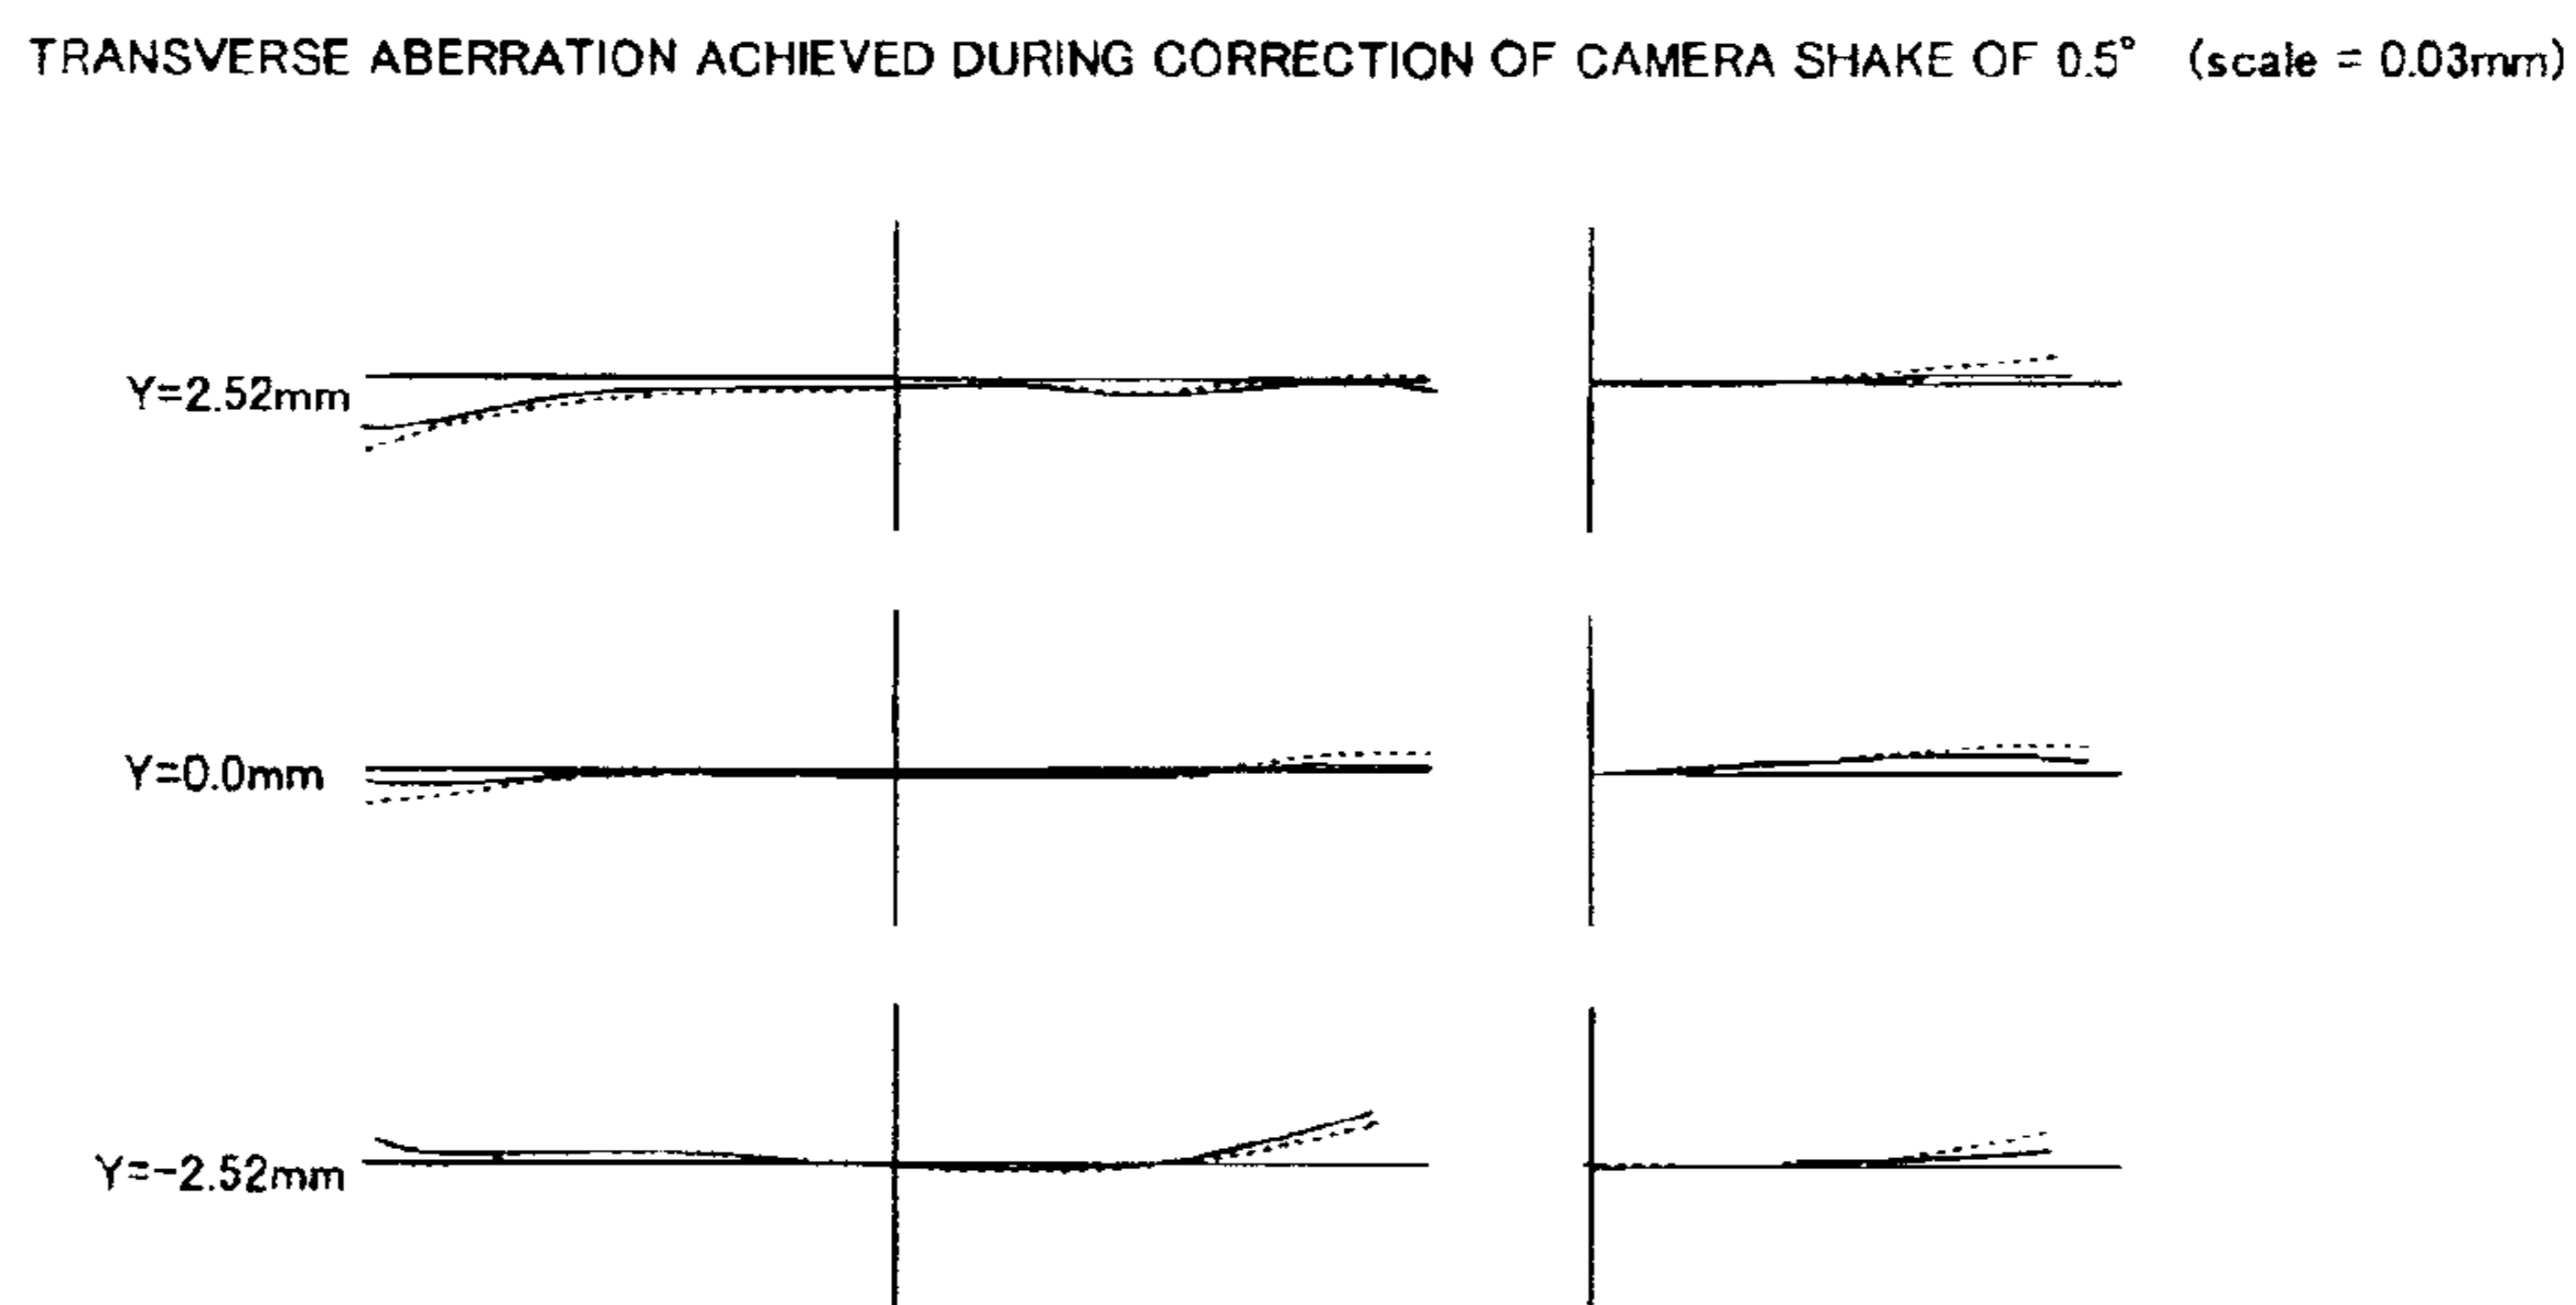 TRANSVERSE ABERRATION ACHIEVED DURING CORRECTION OF CAMERA SHAKE OF 0.5° (scale = 0.03mm)
Y=2.52mm
Y=0.0mm
Y=-2.52mm